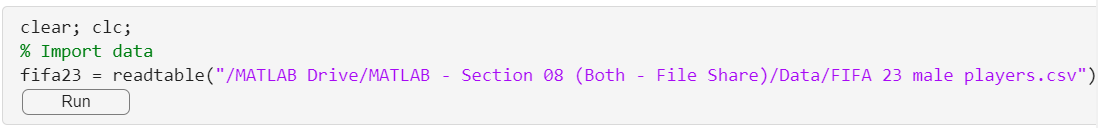 clear; clc;
% Import data
fifa23 = readtable("/MATLAB Drive/MATLAB - Section 08 (Both - File Share)/Data/FIFA 23 male players.csv")
Run